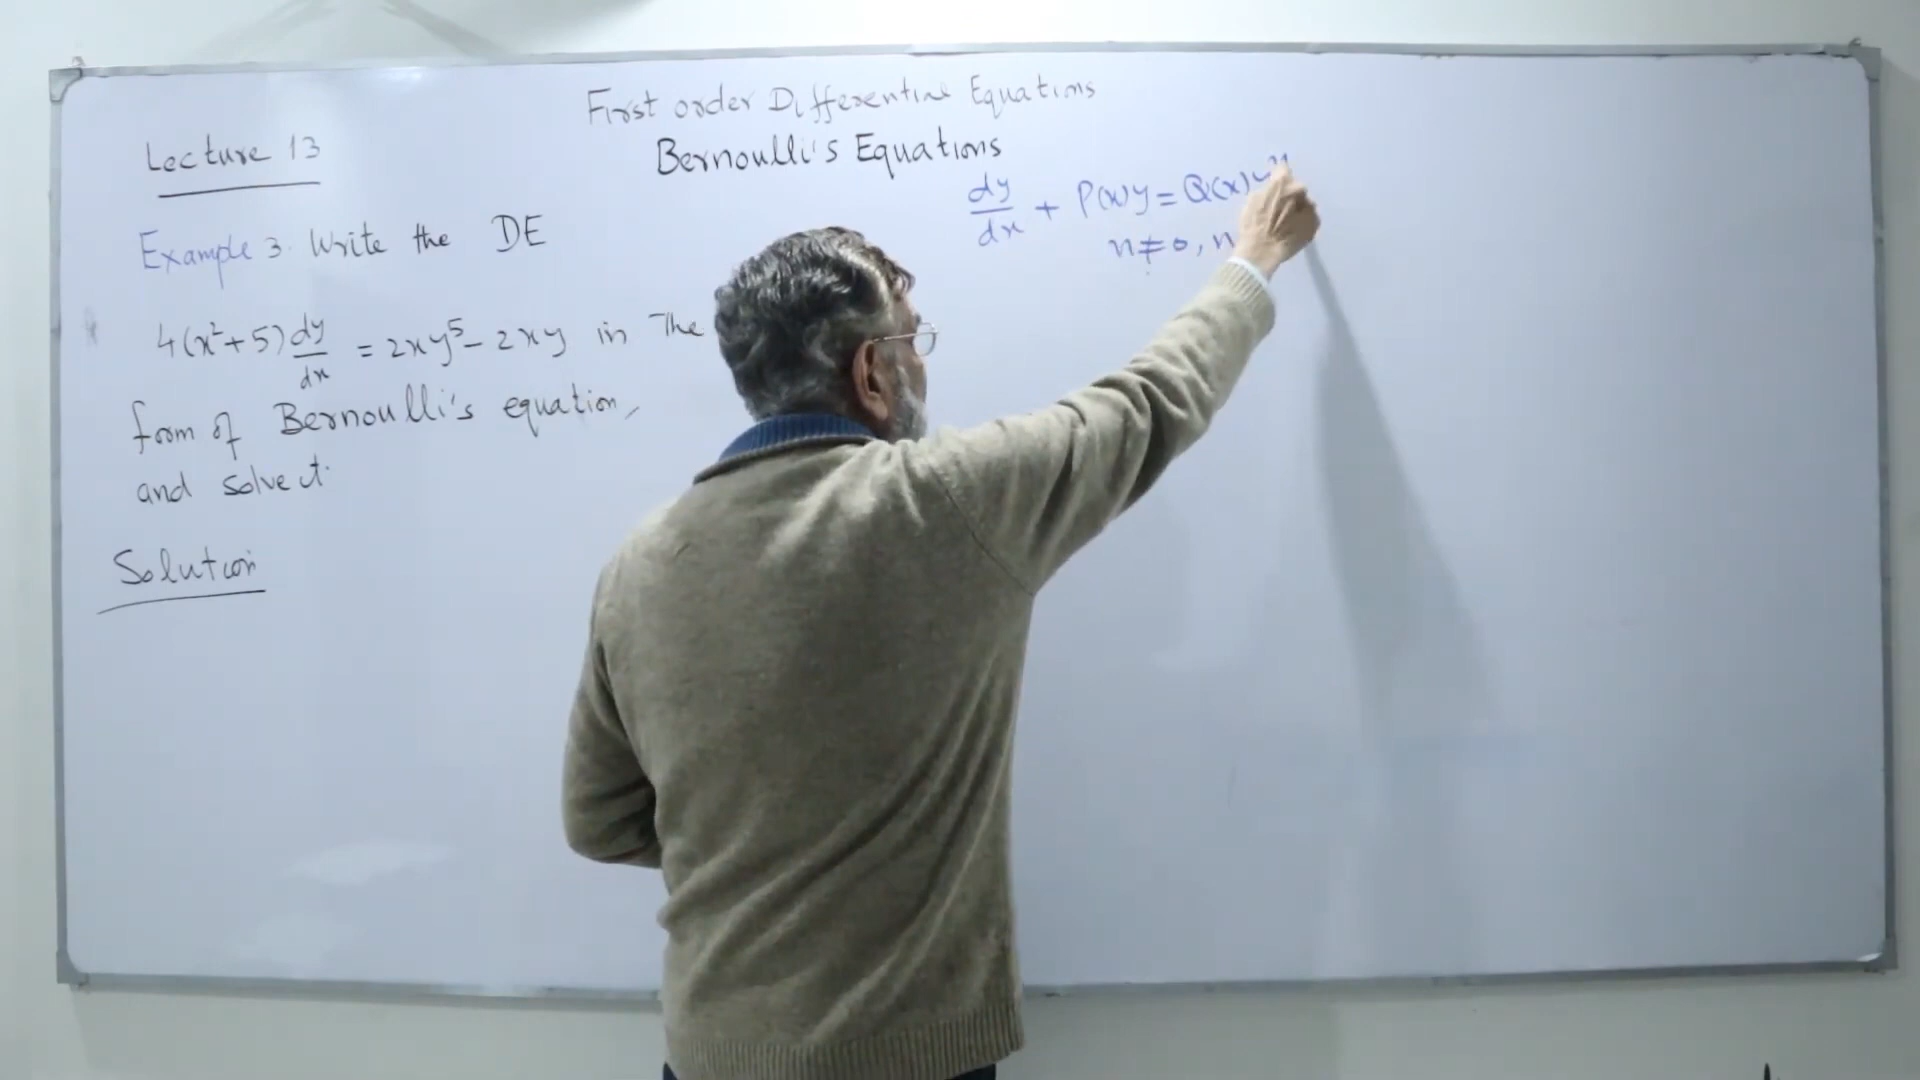 First order Differential Equations
Lecture 13
Bernoulli's Equations
dy/dx + P(x)y = Q(x)yⁿ
n≠0, n
Example 3. Write the DE
4(x²+5) dy/dx = 2xy⁵ - 2xy in the
form of Bernoulli's equation,
and solve it.
Solution